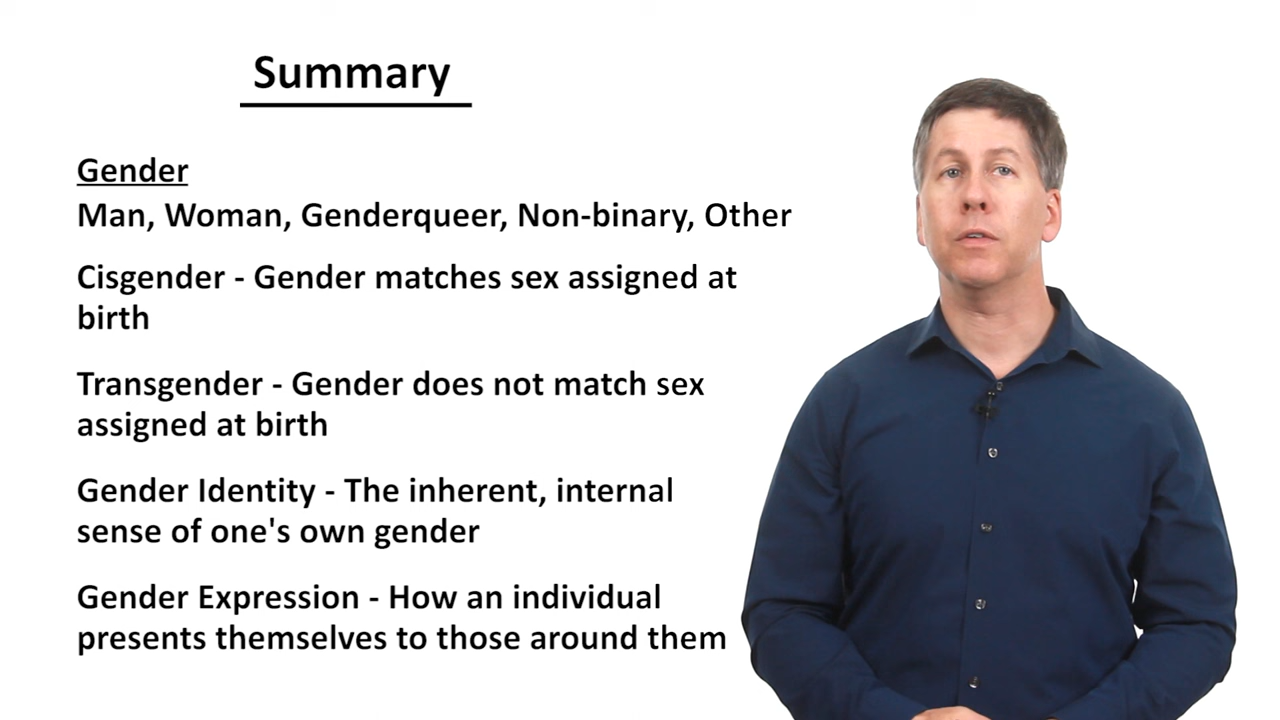 Summary
Gender
Man, Woman, Genderqueer, Non-binary, Other
Cisgender - Gender matches sex assigned at
birth
Transgender - Gender does not match sex
assigned at birth
Gender Identity - The inherent, internal
sense of one's own gender
Gender Expression - How an individual
presents themselves to those around them